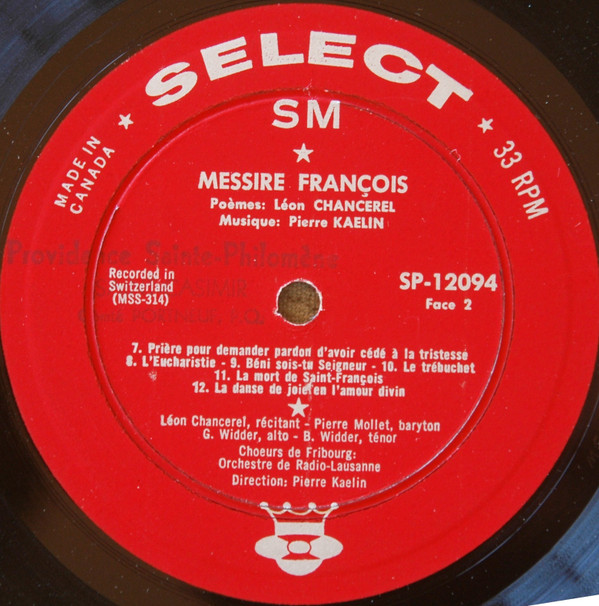 SELECT
SM
MADE IN
CANADA
33 RPM
MESSIRE FRANÇOIS
Poèmes: Léon CHANCEREL
Musique: Pierre KAELIN
Providence Sainte-Philomène
Recorded in
Switzerland
(MSS-314)
SP-12094
Face 2
7. Prière pour demander pardon d'avoir cédé à la tristesse
8. L'Eucharistie - 9. Béni sois-tu Seigneur - 10. Le trébuchet
11. La mort de Saint-François
12. La danse de joie en l'amour divin
Léon Chancerel, récitant - Pierre Mollet, baryton
G. Widder, alto - B. Widder, ténor
Choeurs de Fribourg:
Orchestre de Radio-Lausanne
Direction: Pierre Kaelin